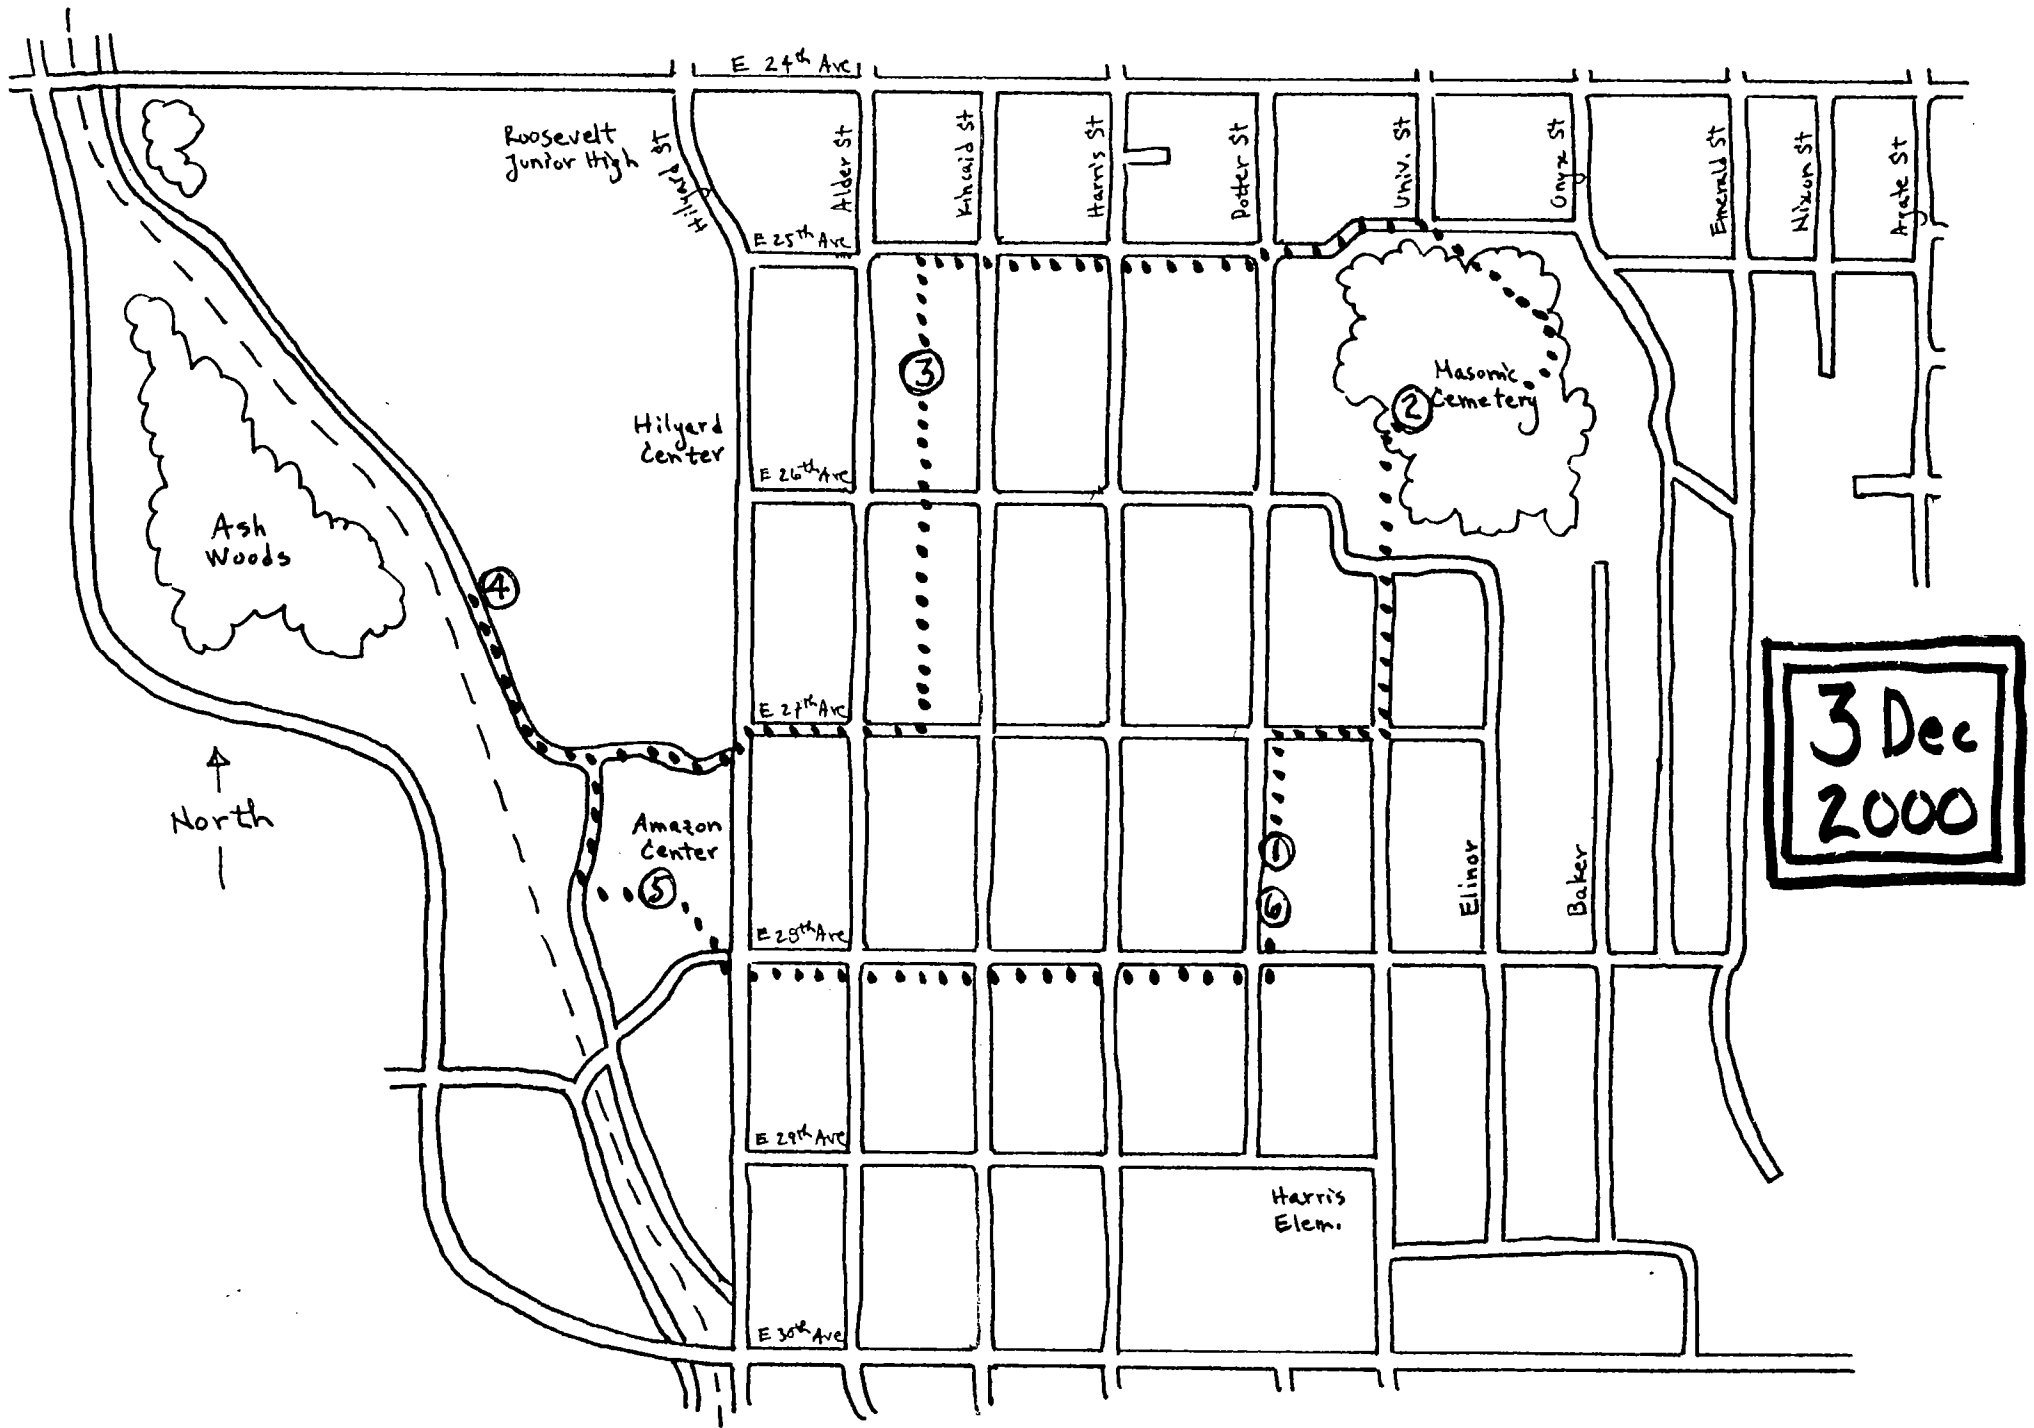 E 24th Ave
Roosevelt
Junior High
Hilyard St
Alder St
Kincaid St
Harris St
Potter St
Univ. St
Onyx St
Emerald St
Nixon St
Agate St
E 25th Ave
3
Masonic
Cemetery
2
Hilyard
Center
E 26th Ave
Ash
Woods
4
E 27th Ave
3 Dec
2000
North
Amazon
Center
5
1
6
Elinor
Baker
E 28th Ave
E 29th Ave
Harris
Elem.
E 30th Ave